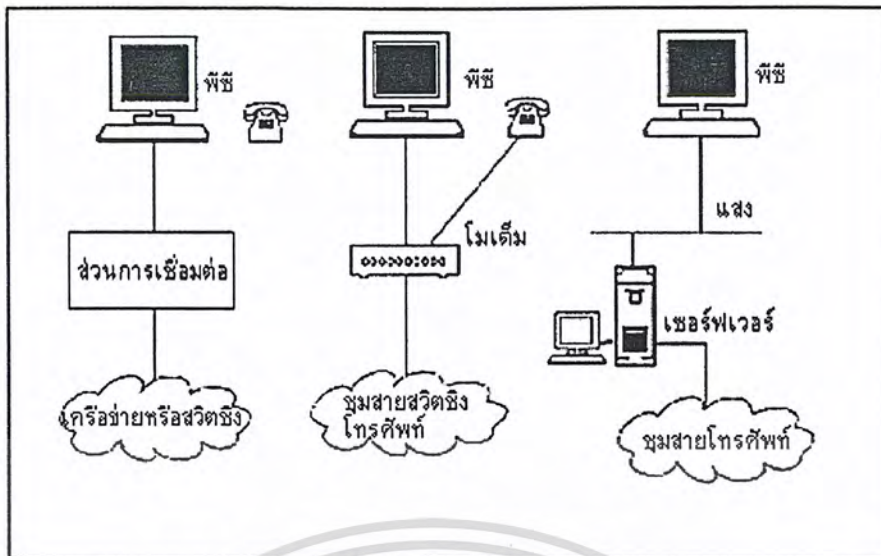 พีซี
ส่วนการเชื่อมต่อ
เครือข่ายหรือสวิตชิง
พีซี
โมเด็ม
ชุมสายสวิตชิง
โทรศัพท์
พีซี
แลง
เซอร์ฟเวอร์
ชุมสายโทรศัพท์